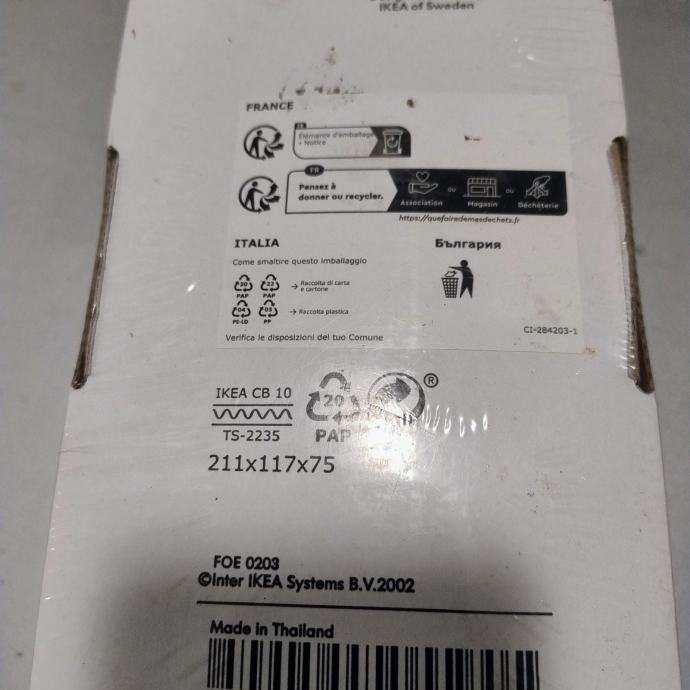 IKEA of Sweden
FRANCE
FR
Éléments d'emballage
+ Notice
FR
Pensez à
donner ou recycler.
Association
ou
Magasin
ou
Déchèterie
https://quefairedemesdechets.fr
ITALIA
България
Come smaltire questo imballaggio
20
PAP
22
PAP
→ Raccolta di carta
e cartone
04
PE-LD
05
PP
→ Raccolta plastica
Verifica le disposizioni del tuo Comune
CI-284203-1
IKEA CB 10
TS-2235
20
PAP
®
211x117x75
FOE 0203
©Inter IKEA Systems B.V.2002
Made in Thailand